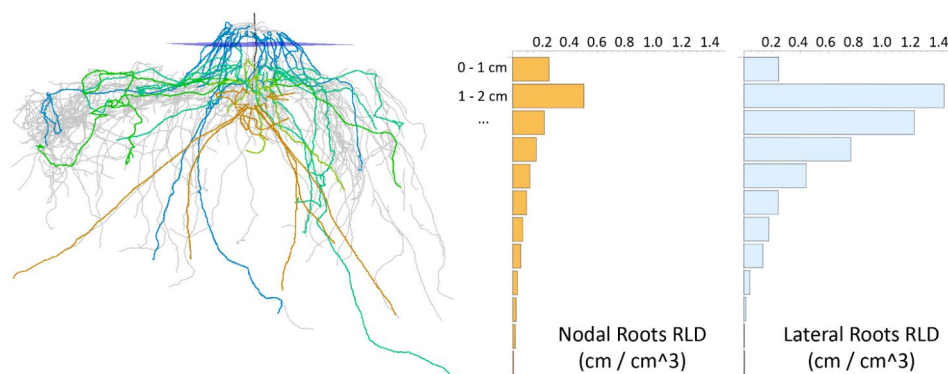 0.2 0.4 0.6 0.8 1.0 1.2 1.4
0.2 0.4 0.6 0.8 1.0 1.2 1.4
0 - 1 cm
1 - 2 cm
...
Nodal Roots RLD
(cm / cm^3)
Lateral Roots RLD
(cm / cm^3)